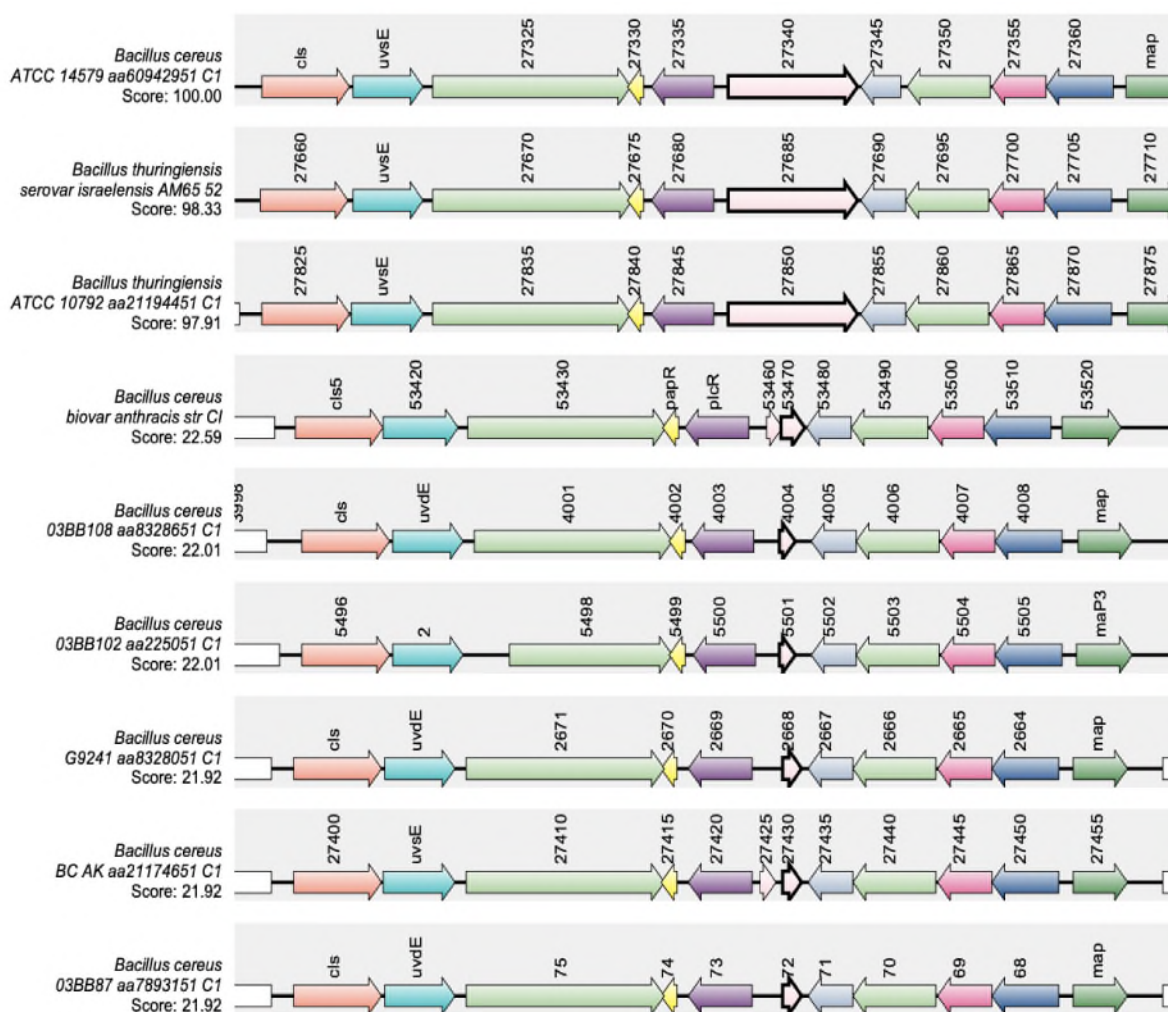 Bacillus cereus
ATCC 14579 aa60942951 C1
Score: 100.00
cls uvsE 27325 27330 27335 27340 27345 27350 27355 27360 map
Bacillus thuringiensis
serovar israelensis AM65 52
Score: 98.33
27660 uvsE 27670 27675 27680 27685 27690 27695 27700 27705 27710
Bacillus thuringiensis
ATCC 10792 aa21194451 C1
Score: 97.91
27825 uvsE 27835 27840 27845 27850 27855 27860 27865 27870 27875
Bacillus cereus
biovar anthracis str CI
Score: 22.59
cls5 53420 53430 papR plcR 53460 53470 53480 53490 53500 53510 53520
Bacillus cereus
03BB108 aa8328651 C1
Score: 22.01
3998 cls uvdE 4001 4002 4003 4004 4005 4006 4007 4008 map
Bacillus cereus
03BB102 aa225051 C1
Score: 22.01
5496 2 5498 5499 5500 5501 5502 5503 5504 5505 maP3
Bacillus cereus
G9241 aa8328051 C1
Score: 21.92
cls uvdE 2671 2670 2669 2668 2667 2666 2665 2664 map
Bacillus cereus
BC AK aa21174651 C1
Score: 21.92
27400 uvsE 27410 27415 27420 27425 27430 27435 27440 27445 27450 27455
Bacillus cereus
03BB87 aa7893151 C1
Score: 21.92
cls uvdE 75 74 73 72 71 70 69 68 map